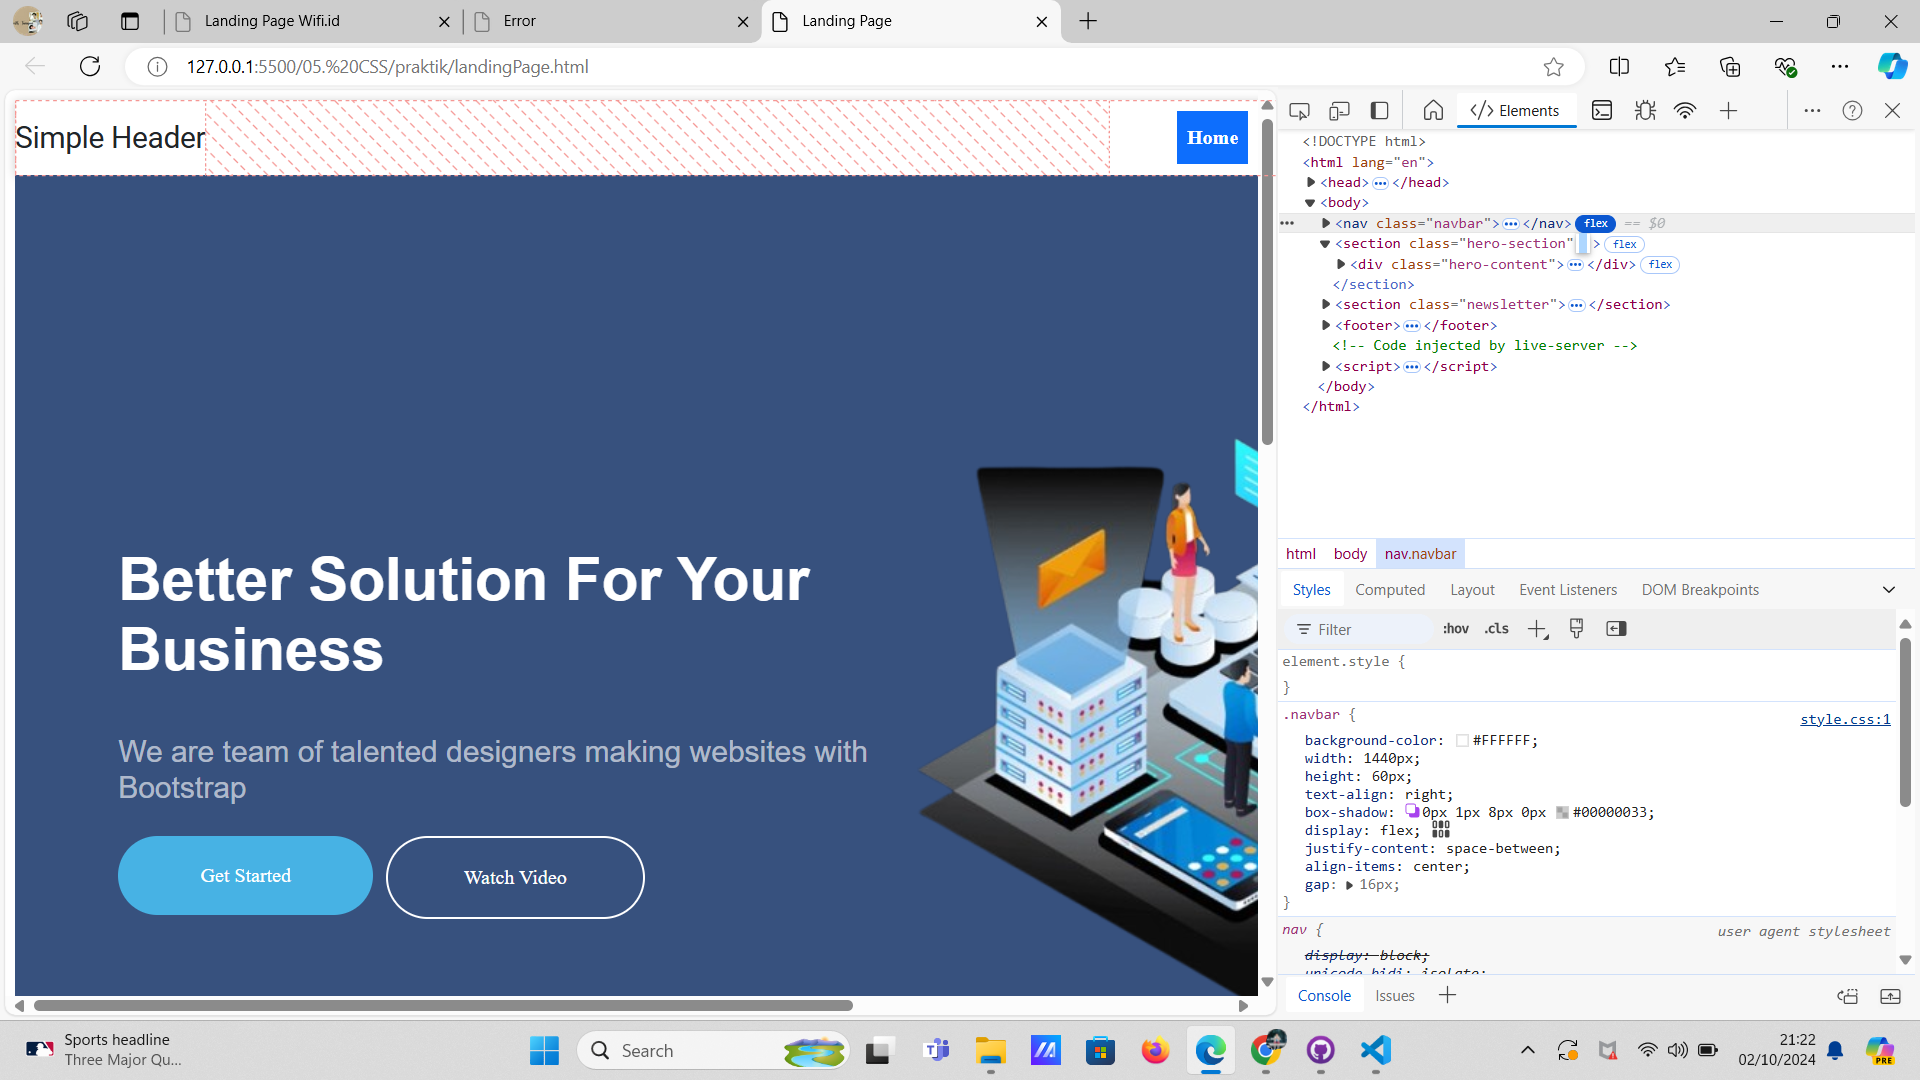 Landing Page Wifi.id
Error
Landing Page
127.0.0.1:5500/05.%20CSS/praktik/landingPage.html
Simple Header
Home
Better Solution For Your
Business
We are team of talented designers making websites with
Bootstrap
Get Started
Watch Video
Elements
<!DOCTYPE html>
<html lang="en">
<head> </head>
<body>
<nav class="navbar"> </nav> flex == $0
<section class="hero-section" > flex
<div class="hero-content"> </div> flex
</section>
<section class="newsletter"> </section>
<footer> </footer>
<!-- Code injected by live-server -->
<script> </script>
</body>
</html>
html body nav.navbar
Styles Computed Layout Event Listeners DOM Breakpoints
Filter :hov .cls
element.style {
}
.navbar { style.css:1
background-color: #FFFFFF;
width: 1440px;
height: 60px;
text-align: right;
box-shadow: 0px 1px 8px 0px #00000033;
display: flex;
justify-content: space-between;
align-items: center;
gap: 16px;
}
nav { user agent stylesheet
display: block;
unicode-bidi: isolate;
Console Issues
Sports headline
Three Major Qu...
Search
21:22
02/10/2024
PRE